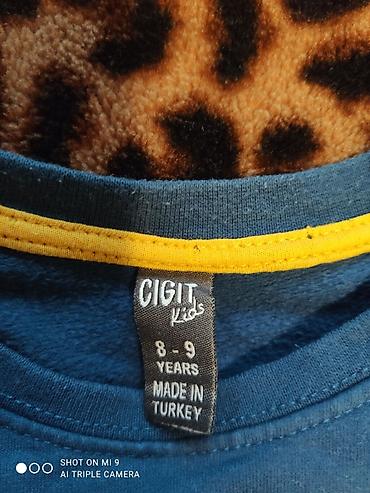 CIGIT
Kids
8 - 9
YEARS
MADE IN
TURKEY
SHOT ON MI 9
AI TRIPLE CAMERA